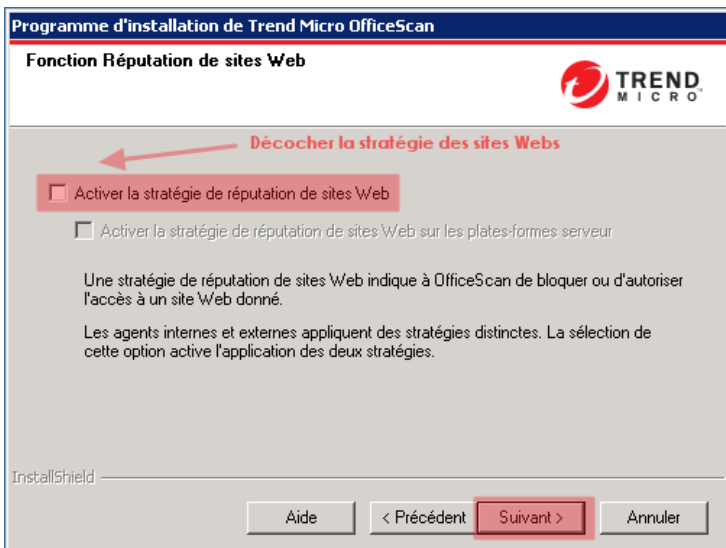 Programme d'installation de Trend Micro OfficeScan
Fonction Réputation de sites Web
TREND
MICRO
Décocher la stratégie des sites Webs
Activer la stratégie de réputation de sites Web
Activer la stratégie de réputation de sites Web sur les plates-formes serveur
Une stratégie de réputation de sites Web indique à OfficeScan de bloquer ou d'autoriser
l'accès à un site Web donné.
Les agents internes et externes appliquent des stratégies distinctes. La sélection de
cette option active l'application des deux stratégies.
InstallShield
Aide
< Précédent
Suivant >
Annuler